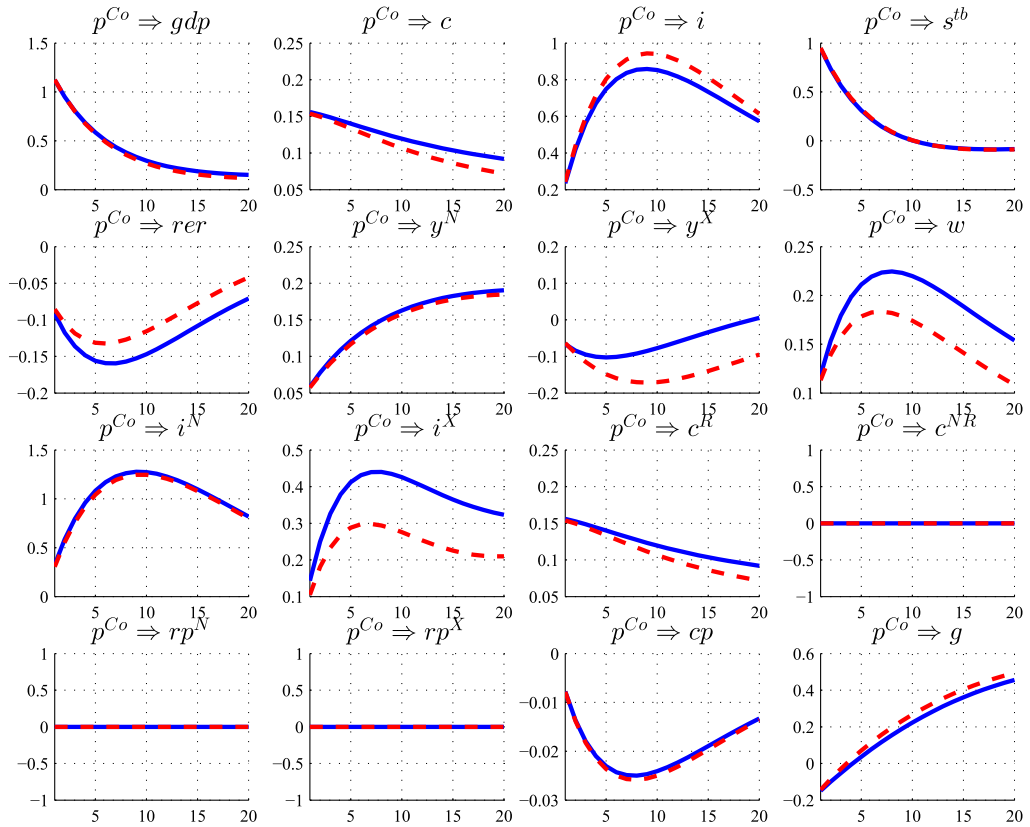 p^{Co} ⇒ gdp p^{Co} ⇒ c p^{Co} ⇒ i p^{Co} ⇒ s^{tb}
1.5 0.25 1 1
1 0.2 0.8 0.5
0.15 0.6
0.5 0.1 0.4 0
0 0.05 0.2 −0.5
5 10 15 20 5 10 15 20 5 10 15 20 5 10 15 20
p^{Co} ⇒ rer p^{Co} ⇒ y^N p^{Co} ⇒ y^X p^{Co} ⇒ w
0 0.25 0.2 0.25
−0.05 0.2 0.1 0.2
−0.1 0.15 0 0.15
−0.15 0.1 −0.1
−0.2 0.05 −0.2 0.1
5 10 15 20 5 10 15 20 5 10 15 20 5 10 15 20
p^{Co} ⇒ i^N p^{Co} ⇒ i^X p^{Co} ⇒ c^R p^{Co} ⇒ c^{NR}
1.5 0.5 0.25 1
1 0.4 0.2 0.5
0.3 0.15 0
0.5 0.2 0.1 −0.5
0 0.1 0.05 −1
5 10 15 20 5 10 15 20 5 10 15 20 5 10 15 20
p^{Co} ⇒ rp^N p^{Co} ⇒ rp^X p^{Co} ⇒ cp p^{Co} ⇒ g
1 1 0 0.6
0.5 0.5 −0.01 0.4
0 0 0.2
−0.5 −0.5 −0.02 0
−1 −1 −0.03 −0.2
5 10 15 20 5 10 15 20 5 10 15 20 5 10 15 20